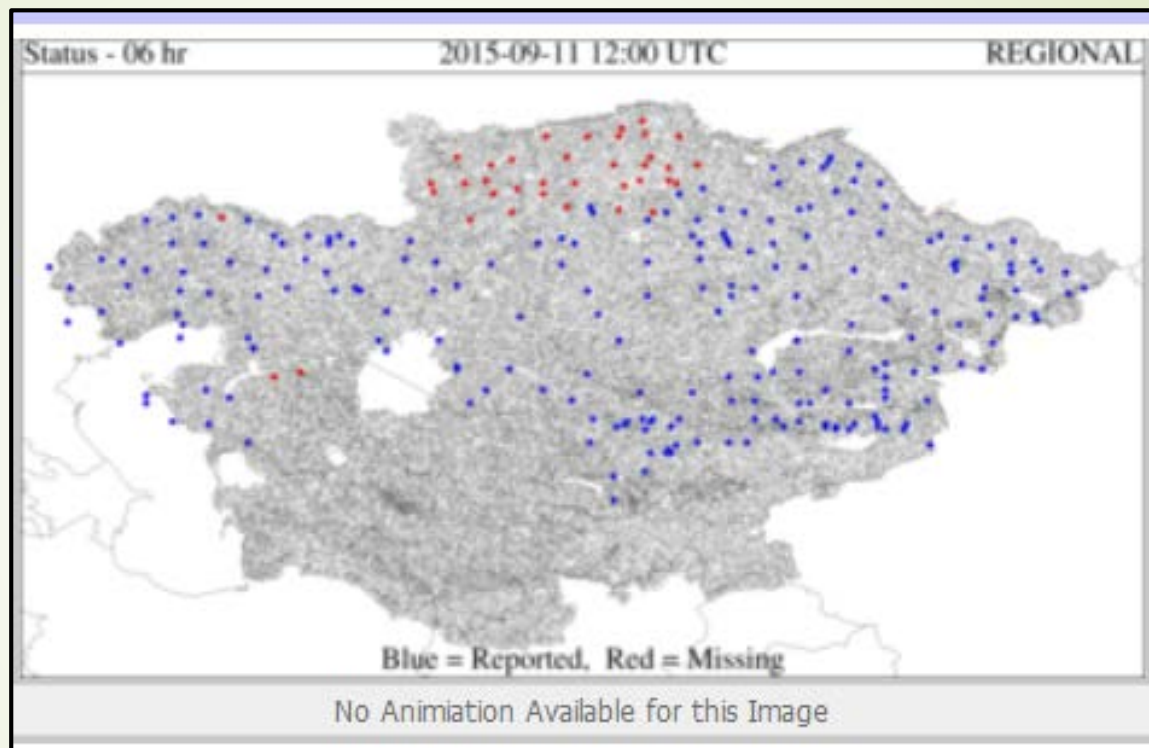 Status - 06 hr 2015-09-11 12:00 UTC REGIONAL
Blue = Reported, Red = Missing
No Animiation Available for this Image